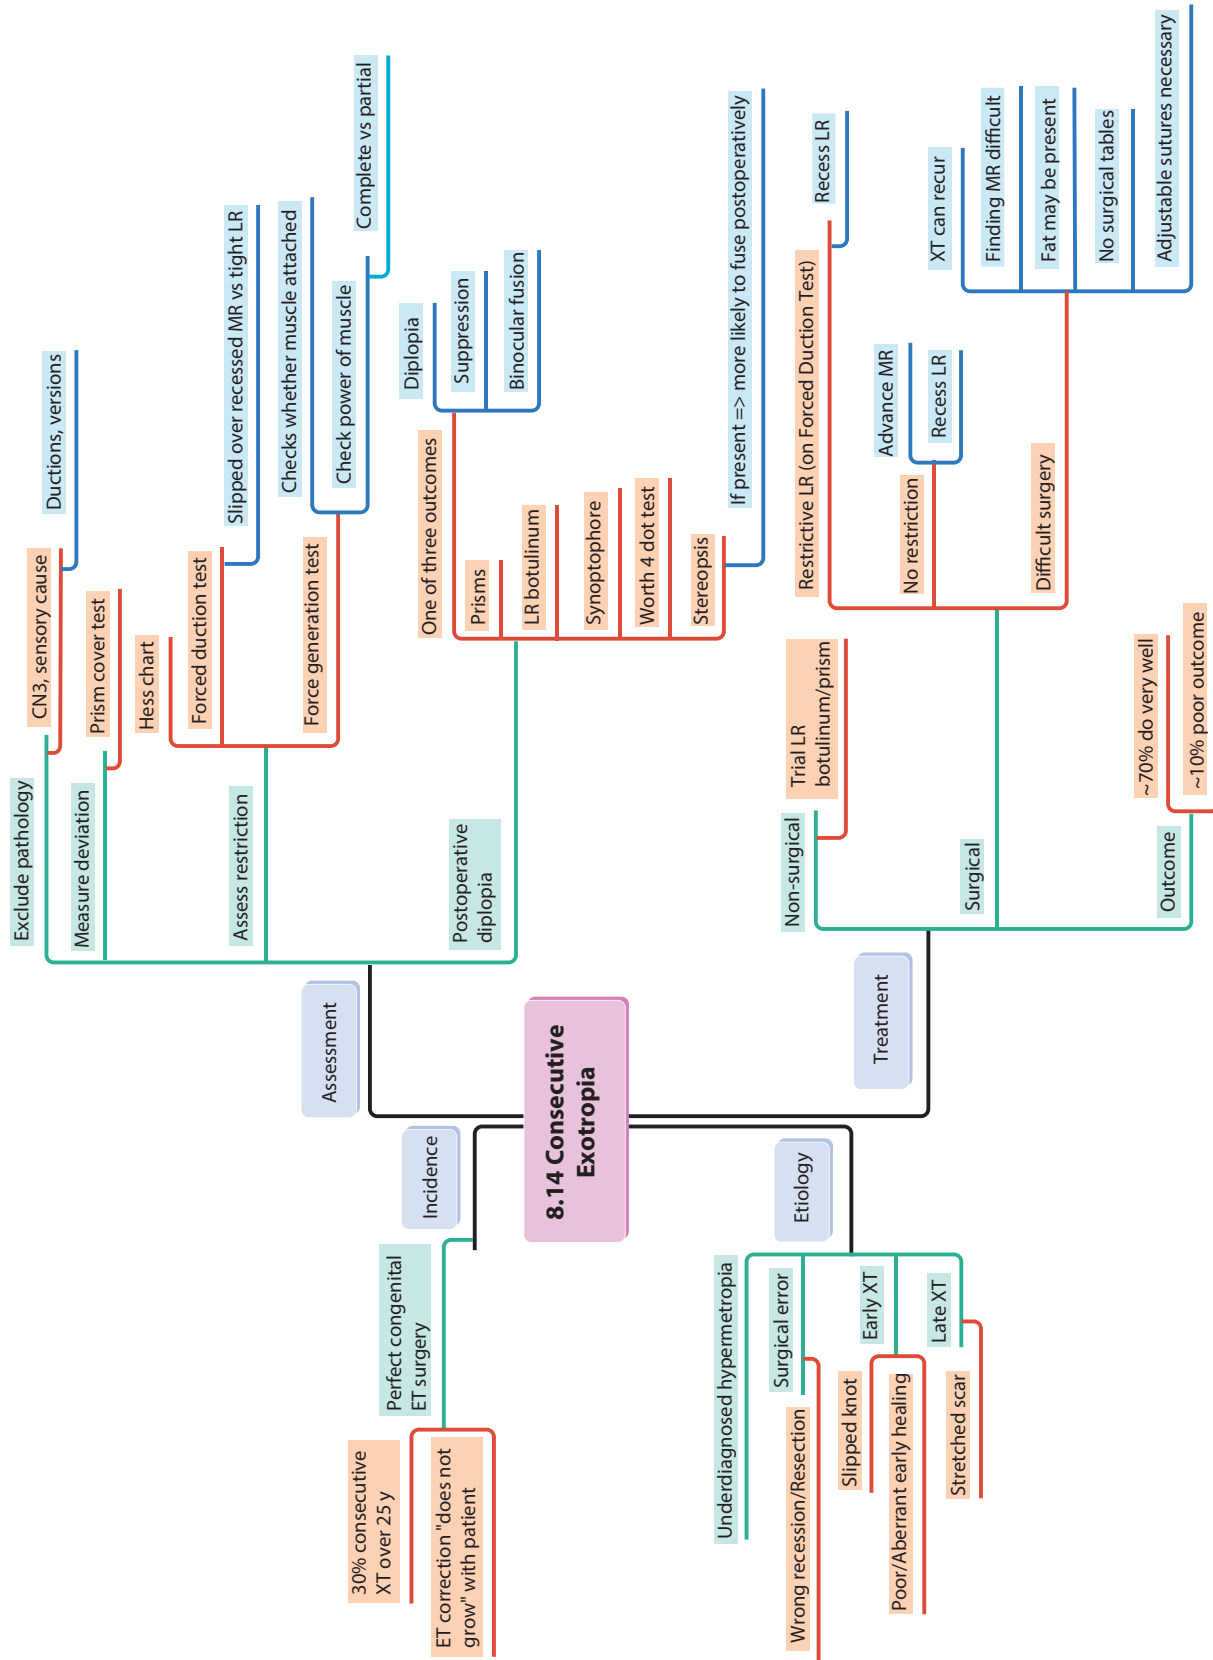 8.14 Consecutive
Exotropia
Incidence
Perfect congenital
ET surgery
30% consecutive
XT over 25 y
ET correction "does not
grow" with patient
Etiology
Underdiagnosed hypermetropia
Surgical error
Wrong recession/Resection
Early XT
Slipped knot
Poor/Aberrant early healing
Late XT
Stretched scar
Assessment
Exclude pathology
CN3, sensory cause
Ductions, versions
Measure deviation
Prism cover test
Assess restriction
Hess chart
Forced duction test
Slipped over recessed MR vs tight LR
Force generation test
Checks whether muscle attached
Check power of muscle
Complete vs partial
Postoperative
diplopia
One of three outcomes
Diplopia
Suppression
Binocular fusion
Prisms
LR botulinum
Synoptophore
Worth 4 dot test
Stereopsis
If present => more likely to fuse postoperatively
Treatment
Non-surgical
Trial LR
botulinum/prism
Surgical
Restrictive LR (on Forced Duction Test)
Recess LR
No restriction
Advance MR
Recess LR
Difficult surgery
XT can recur
Finding MR difficult
Fat may be present
No surgical tables
Adjustable sutures necessary
Outcome
~70% do very well
~10% poor outcome